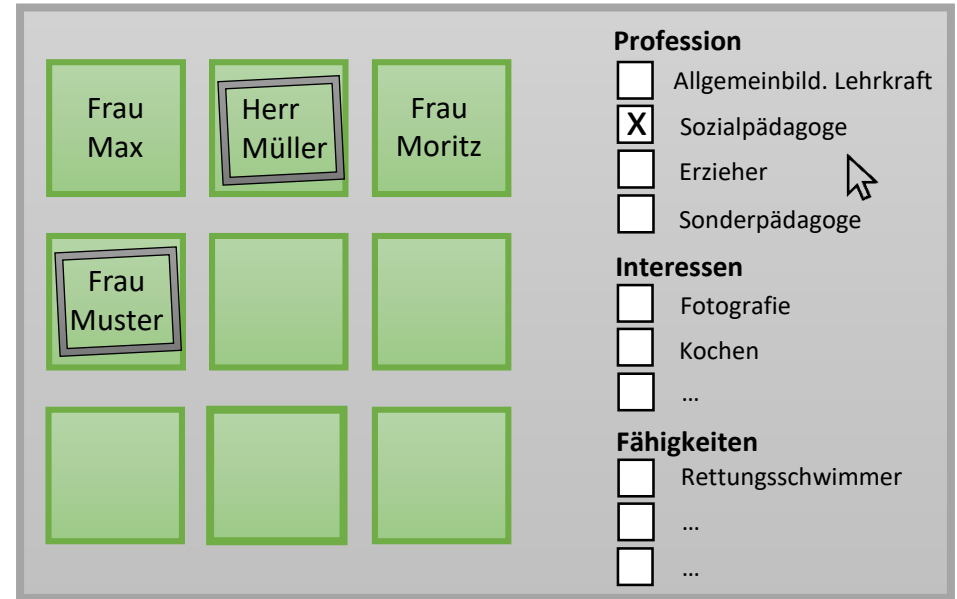 Frau
Max
Herr
Müller
Frau
Moritz
Frau
Muster
Profession
Allgemeinbild. Lehrkraft
X Sozialpädagoge
Erzieher
Sonderpädagoge
Interessen
Fotografie
Kochen
...
Fähigkeiten
Rettungsschwimmer
...
...